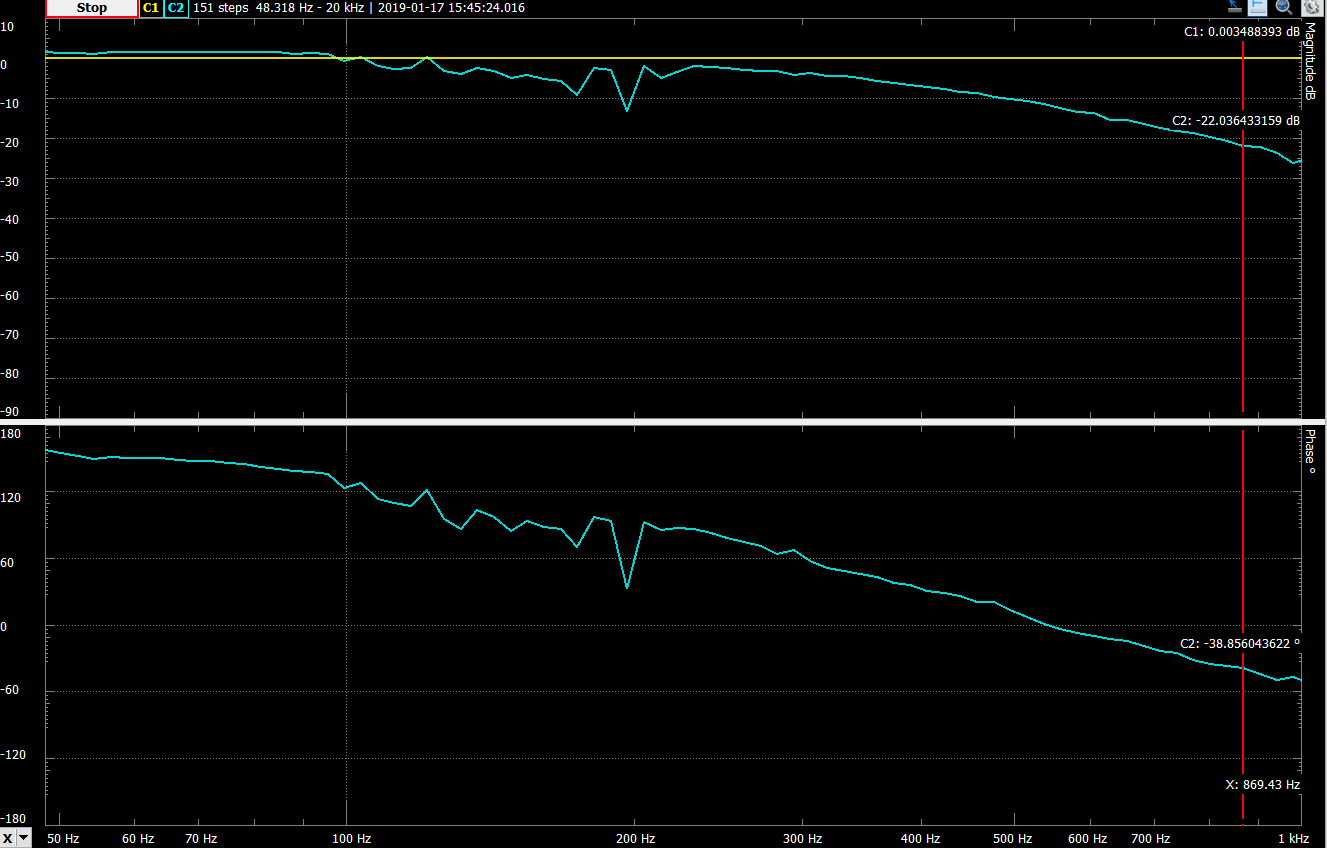 Stop C1 C2 151 steps 48.318 Hz - 20 kHz | 2019-01-17 15:45:24.016
10
C1: 0.003488393 dB
Magnitude dB
0
-10
C2: -22.036433159 dB
-20
-30
-40
-50
-60
-70
-80
-90
180
Phase º
120
60
0
C2: -38.856043622 º
-60
-120
X: 869.43 Hz
-180
X 50 Hz 60 Hz 70 Hz 100 Hz 200 Hz 300 Hz 400 Hz 500 Hz 600 Hz 700 Hz 1 kHz